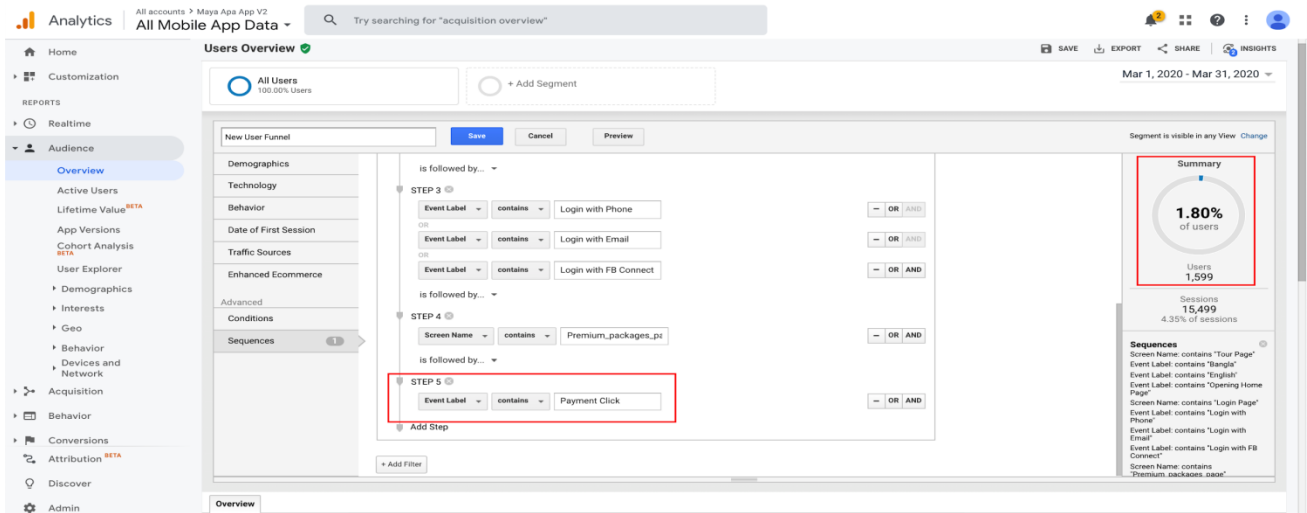 Analytics
All accounts > Maya Apa App V2
All Mobile App Data
Try searching for "acquisition overview"
2
Home
Customization
REPORTS
Realtime
Audience
Overview
Active Users
Lifetime Value BETA
App Versions
Cohort Analysis
BETA
User Explorer
Demographics
Interests
Geo
Behavior
Devices and
Network
Acquisition
Behavior
Conversions
Attribution BETA
Discover
Admin
Users Overview
SAVE EXPORT SHARE INSIGHTS
All Users
100.00% Users
+ Add Segment
Mar 1, 2020 - Mar 31, 2020
New User Funnel Save Cancel Preview
Segment is visible in any View Change
Demographics
Technology
Behavior
Date of First Session
Traffic Sources
Enhanced Ecommerce
Advanced
Conditions
Sequences 1
is followed by...
STEP 3
Event Label contains Login with Phone – OR AND
OR
Event Label contains Login with Email – OR AND
OR
Event Label contains Login with FB Connect – OR AND
is followed by...
STEP 4
Screen Name contains Premium_packages_pa – OR AND
is followed by...
STEP 5
Event Label contains Payment Click – OR AND
Add Step
+ Add Filter
Summary
1.80%
of users
Users
1,599
Sessions
15,499
4.35% of sessions
Sequences
Screen Name: contains "Tour Page"
Event Label: contains "Bangla"
Event Label: contains "English"
Event Label: contains "Opening Home
Page"
Screen Name: contains "Login Page"
Event Label: contains "Login with
Phone"
Event Label: contains "Login with
Email"
Event Label: contains "Login with FB
Connect"
Screen Name: contains
"Premium_packages_page"
Overview